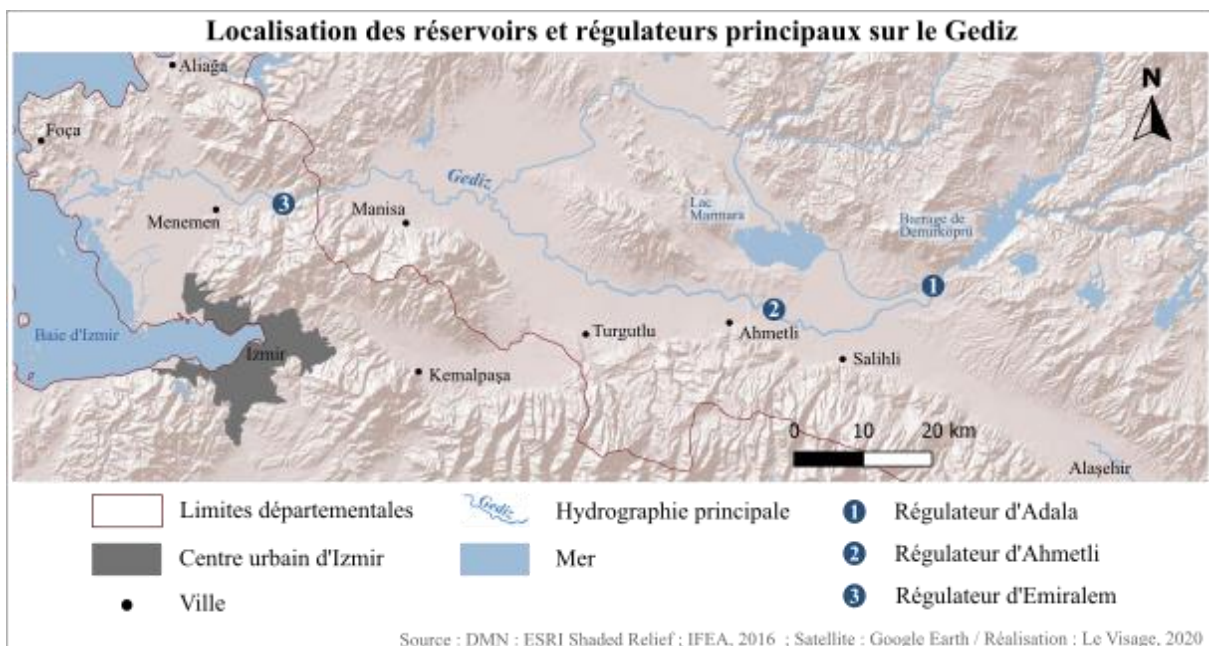 Localisation des réservoirs et régulateurs principaux sur le Gediz
Aliağa
N
Foça
Gediz
3
Menemen
Manisa
Lac
Marmara
Barrage de
Demirköprü
1
2
Baie d'Izmir
Izmir
Turgutlu
Ahmetli
Salihli
Kemalpaşa
0 10 20 km
Alaşehir
Limites départementales
Gediz
Hydrographie principale
1 Régulateur d'Adala
Centre urbain d'Izmir
Mer
2 Régulateur d'Ahmetli
Ville
3 Régulateur d'Emiralem
Source : DMN : ESRI Shaded Relief ; IFEA, 2016 ; Satellite : Google Earth / Réalisation : Le Visage, 2020